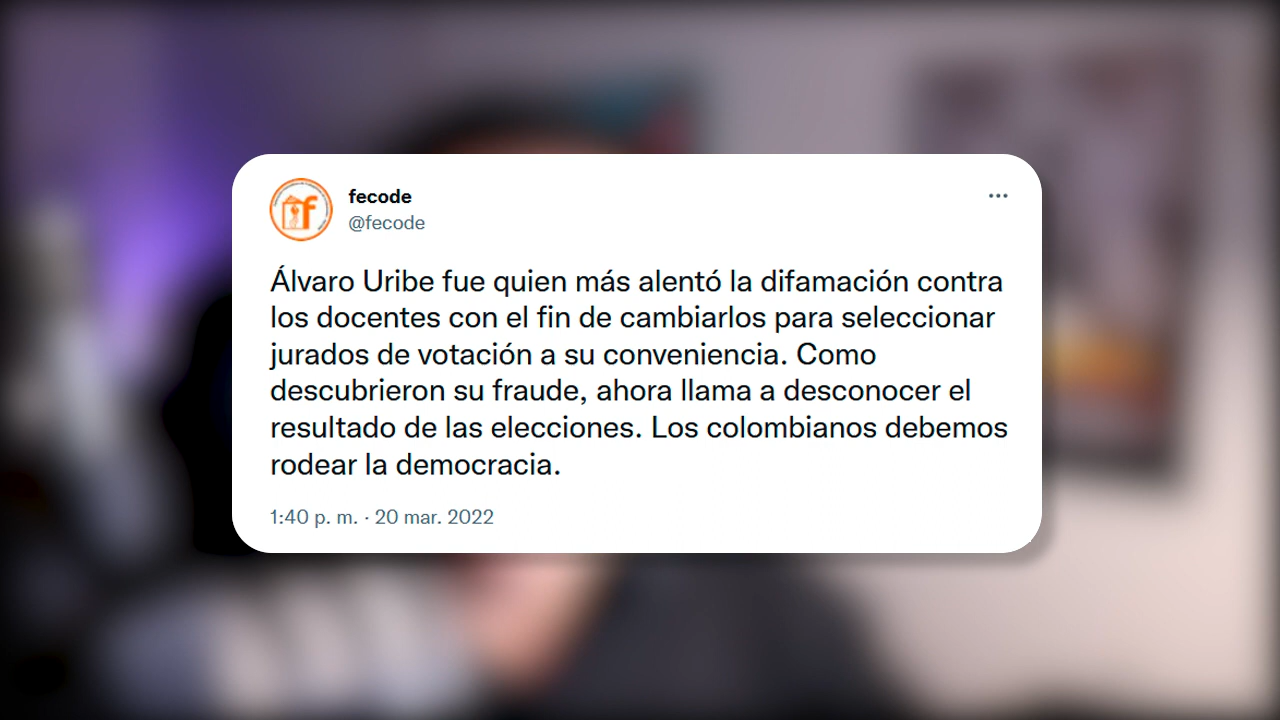 fecode
@fecode
Álvaro Uribe fue quien más alentó la difamación contra
los docentes con el fin de cambiarlos para seleccionar
jurados de votación a su conveniencia. Como
descubrieron su fraude, ahora llama a desconocer el
resultado de las elecciones. Los colombianos debemos
rodear la democracia.
1:40 p. m. · 20 mar. 2022